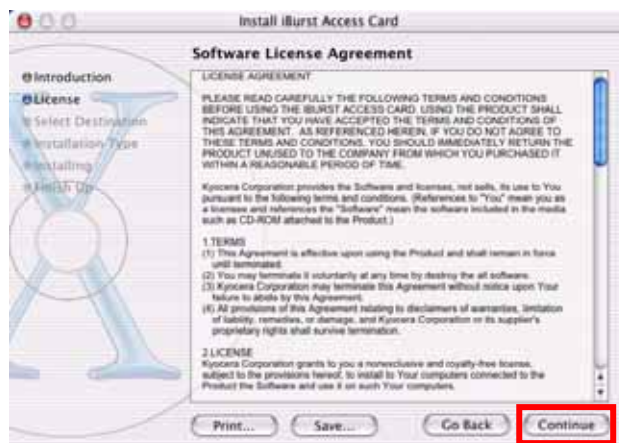 Install iBurst Access Card
Software License Agreement
Introduction
License
Select Destination
Installation Type
Installing
Finish Up
LICENSE AGREEMENT
PLEASE READ CAREFULLY THE FOLLOWING TERMS AND CONDITIONS
BEFORE USING THE IBURST ACCESS CARD. USING THE PRODUCT SHALL
INDICATE THAT YOU HAVE ACCEPTED THE TERMS AND CONDITIONS OF
THIS AGREEMENT. AS REFERENCED HEREIN, IF YOU DO NOT AGREE TO
THESE TERMS AND CONDITIONS, YOU SHOULD IMMEDIATELY RETURN THE
PRODUCT UNUSED TO THE COMPANY FROM WHICH YOU PURCHASED IT
WITHIN A REASONABLE PERIOD OF TIME.
Kyocera Corporation provides the Software and licenses, not sells, its use to You
pursuant to the following terms and conditions. (References to "You" mean you as
a licensee and references the "Software" mean the software included in the media
such as CD-ROM attached to the Product.)
1.TERMS
(1) This Agreement is effective upon using the Product and shall remain in force
until terminated.
(2) You may terminate it voluntarily at any time by destroy the all software.
(3) Kyocera Corporation may terminate this Agreement without notice upon Your
failure to abide by this Agreement.
(4) All provisions of this Agreement relating to disclaimers of warranties, limitation
of liability, remedies, or damage, and Kyocera Corporation or its supplier's
proprietary rights shall survive termination.
2.LICENSE
Kyocera Corporation grants to you a nonexclusive and royalty-free license,
subject to the provisions hereof, to install to Your computers connected to the
Product the Software and use it on such Your computers.
Print... Save... Go Back Continue